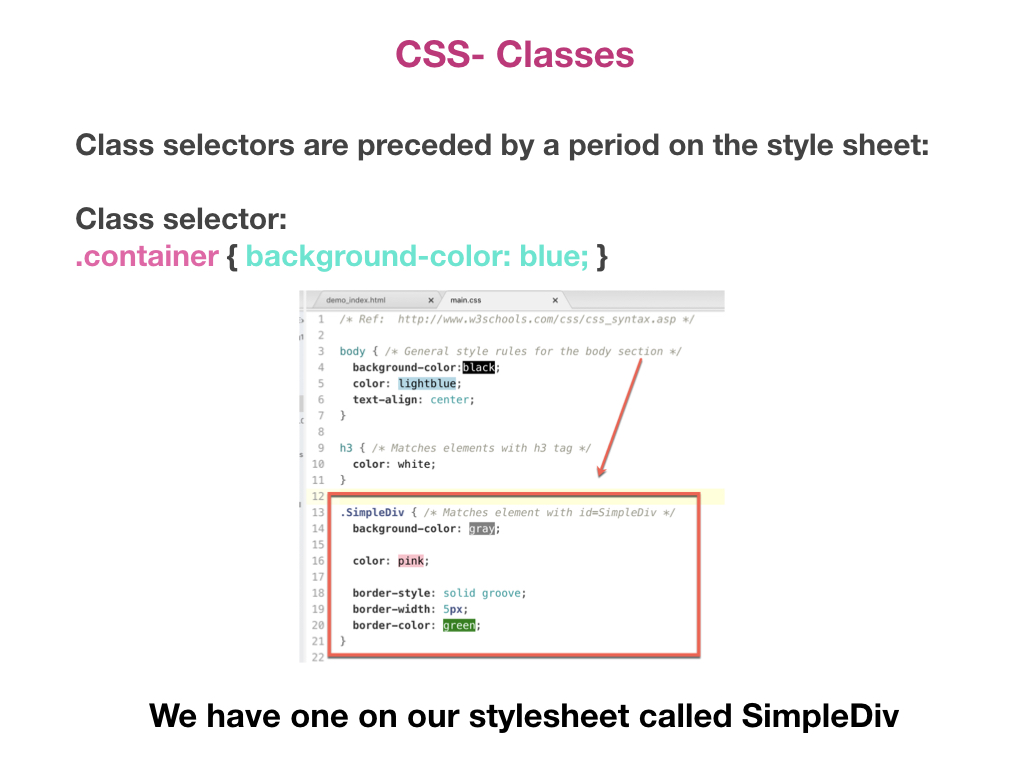 CSS- Classes
Class selectors are preceded by a period on the style sheet:
Class selector:
.container { background-color: blue; }
demo_index.html × main.css ×
1 /* Ref: http://www.w3schools.com/css/css_syntax.asp */
2
3 body { /* General style rules for the body section */
4 background-color:black;
5 color: lightblue;
6 text-align: center;
7 }
8
9 h3 { /* Matches elements with h3 tag */
10 color: white;
11 }
12
13 .SimpleDiv { /* Matches element with id=SimpleDiv */
14 background-color: gray;
15
16 color: pink;
17
18 border-style: solid groove;
19 border-width: 5px;
20 border-color: green;
21 }
22
We have one on our stylesheet called SimpleDiv